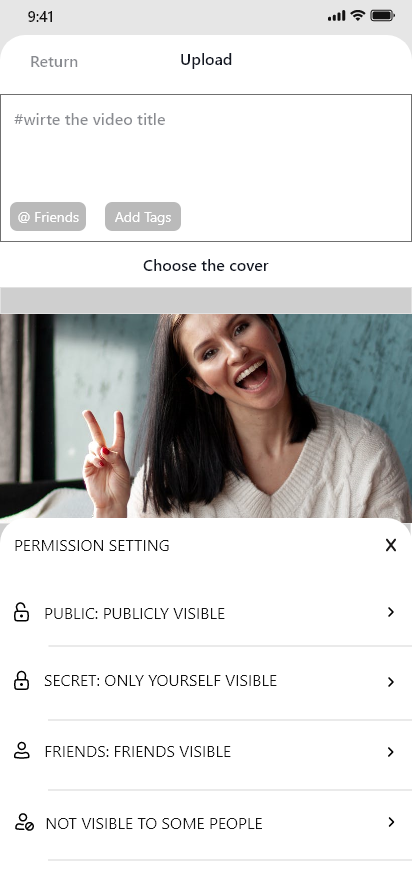 9:41
Return
Upload
#wirte the video title
@ Friends
Add Tags
Choose the cover
PERMISSION SETTING
X
PUBLIC: PUBLICLY VISIBLE
SECRET: ONLY YOURSELF VISIBLE
FRIENDS: FRIENDS VISIBLE
NOT VISIBLE TO SOME PEOPLE